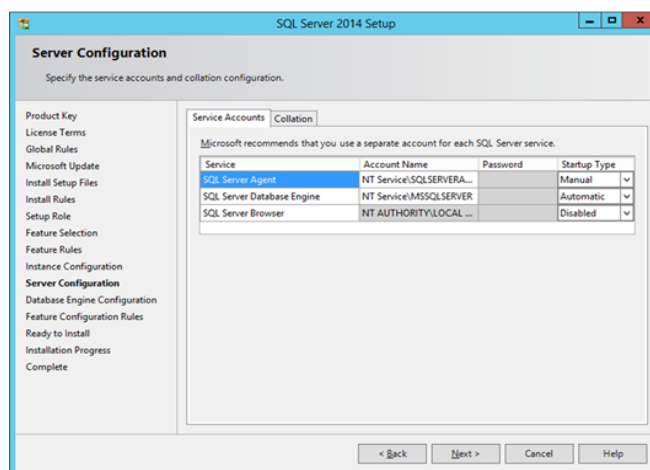 SQL Server 2014 Setup
Server Configuration
Specify the service accounts and collation configuration.
Product Key
License Terms
Global Rules
Microsoft Update
Install Setup Files
Install Rules
Setup Role
Feature Selection
Feature Rules
Instance Configuration
Server Configuration
Database Engine Configuration
Feature Configuration Rules
Ready to Install
Installation Progress
Complete
Service Accounts Collation
Microsoft recommends that you use a separate account for each SQL Server service.
Service Account Name Password Startup Type
SQL Server Agent NT Service\SQLSERVERA... Manual
SQL Server Database Engine NT Service\MSSQLSERVER Automatic
SQL Server Browser NT AUTHORITY\LOCAL ... Disabled
< Back Next > Cancel Help